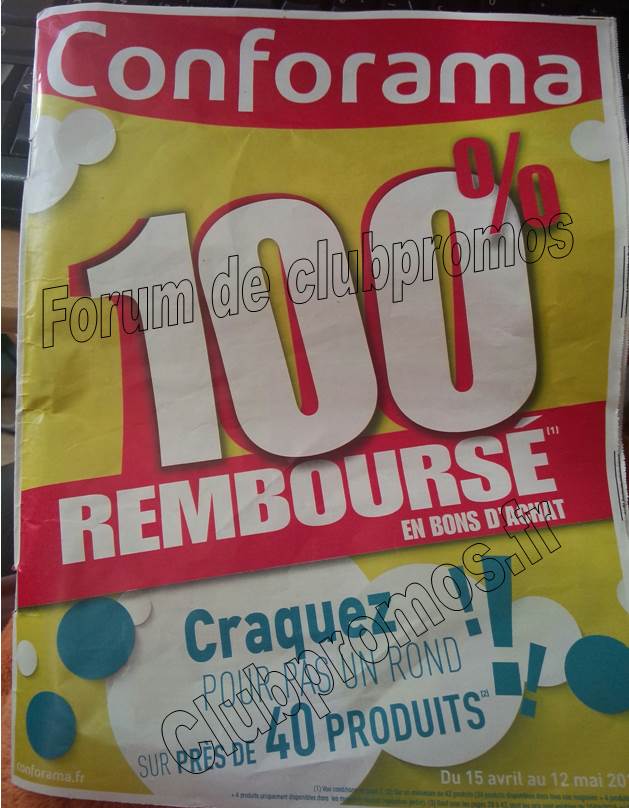 Conforama
100%
Forum de clubpromos
REMBOURSÉ (1)
EN BONS D'ACHAT
Clubpromos.fr
Craquez !!
POUR PAS UN ROND
SUR PRÈS DE 40 PRODUITS (2) !!
conforama.fr
Du 15 avril au 12 mai 201